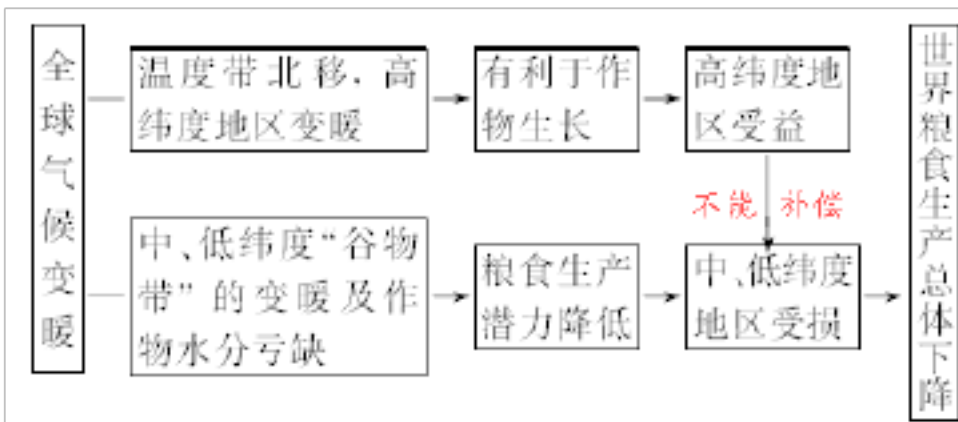 全球气候变暖
温度带北移，高
纬度地区变暖
有利于作
物生长
高纬度地
区受益
不能 补偿
中、低纬度“谷物
带”的变暖及作
物水分亏缺
粮食生产
潜力降低
中、低纬度
地区受损
世界粮食生产总体下降